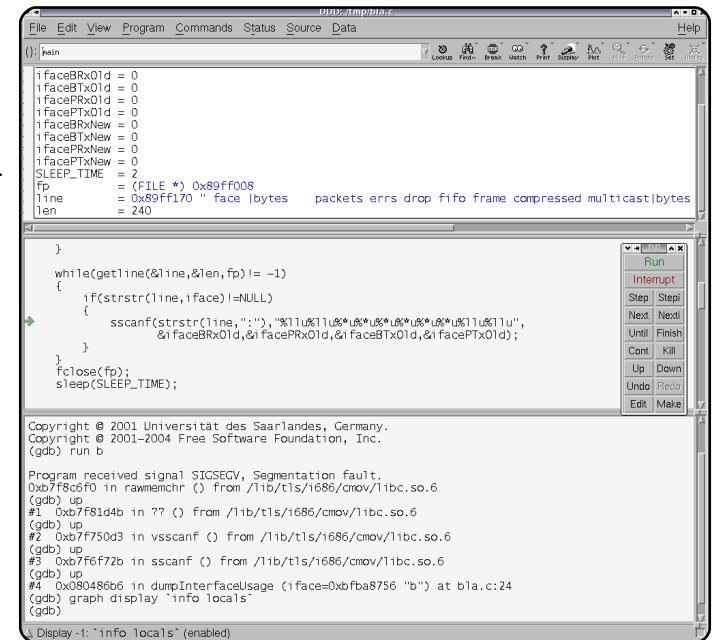 DDD: /tmp/bla.c
File Edit View Program Commands Status Source Data Help
(): main
Lookup Find» Break Watch Print Display Plot Hide Rotate Set Undisp
ifaceBRxOld = 0
ifaceBTxOld = 0
ifacePRxOld = 0
ifacePTxOld = 0
ifaceBRxNew = 0
ifaceBTxNew = 0
ifacePRxNew = 0
ifacePTxNew = 0
SLEEP_TIME = 2
fp = (FILE *) 0x89ff008
line = 0x89ff170 " face |bytes packets errs drop fifo frame compressed multicast|bytes
len = 240
}
while(getline(&line,&len,fp)!= -1)
{
if(strstr(line,iface)!=NULL)
{
sscanf(strstr(line,":"),"%llu%llu%*u%*u%*u%*u%*u%*u%llu%llu",
&ifaceBRxOld,&ifacePRxOld,&ifaceBTxOld,&ifacePTxOld);
}
}
fclose(fp);
sleep(SLEEP_TIME);
Run
Interrupt
Step Stepi
Next Nexti
Until Finish
Cont Kill
Up Down
Undo Redo
Edit Make
Copyright © 2001 Universität des Saarlandes, Germany.
Copyright © 2001-2004 Free Software Foundation, Inc.
(gdb) run b
Program received signal SIGSEGV, Segmentation fault.
0xb7f8c6f0 in rawmemchr () from /lib/tls/i686/cmov/libc.so.6
(gdb) up
#1 0xb7f81d4b in ?? () from /lib/tls/i686/cmov/libc.so.6
(gdb) up
#2 0xb7f750d3 in vsscanf () from /lib/tls/i686/cmov/libc.so.6
(gdb) up
#3 0xb7f6f72b in sscanf () from /lib/tls/i686/cmov/libc.so.6
(gdb) up
#4 0x080486b6 in dumpInterfaceUsage (iface=0xbfba8756 "b") at bla.c:24
(gdb) graph display `info locals`
(gdb)
Display -1: `info locals` (enabled)